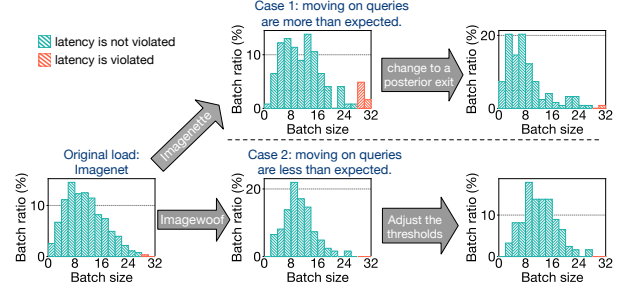 Case 1: moving on queries
are more than expected.
latency is not violated
latency is violated
Batch ratio (%)
10
0
0 8 16 24 32
Batch size
change to a
posterior exit
Batch ratio (%)
20
0
0 8 16 24 32
Batch size
Imagenette
Original load:
Imagenet
Batch ratio (%)
10
0
0 8 16 24 32
Batch size
Imagewoof
Case 2: moving on queries
are less than expected.
Batch ratio (%)
20
0
0 8 16 24 32
Batch size
Adjust the
thresholds
Batch ratio (%)
10
0
0 8 16 24 32
Batch size